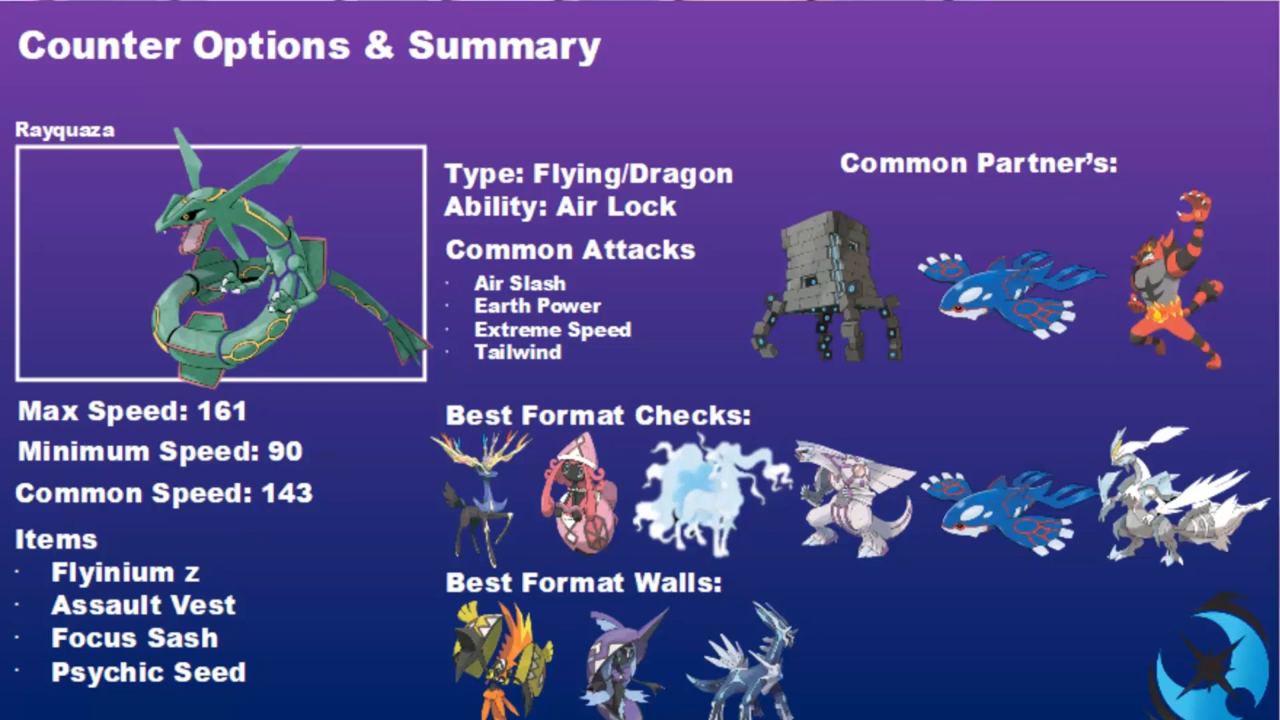 Counter Options & Summary
Rayquaza
Type: Flying/Dragon
Ability: Air Lock
Common Attacks
· Air Slash
· Earth Power
· Extreme Speed
· Tailwind
Common Partner's:
Max Speed: 161
Minimum Speed: 90
Common Speed: 143
Items
· Flyinium z
· Assault Vest
· Focus Sash
· Psychic Seed
Best Format Checks:
Best Format Walls: